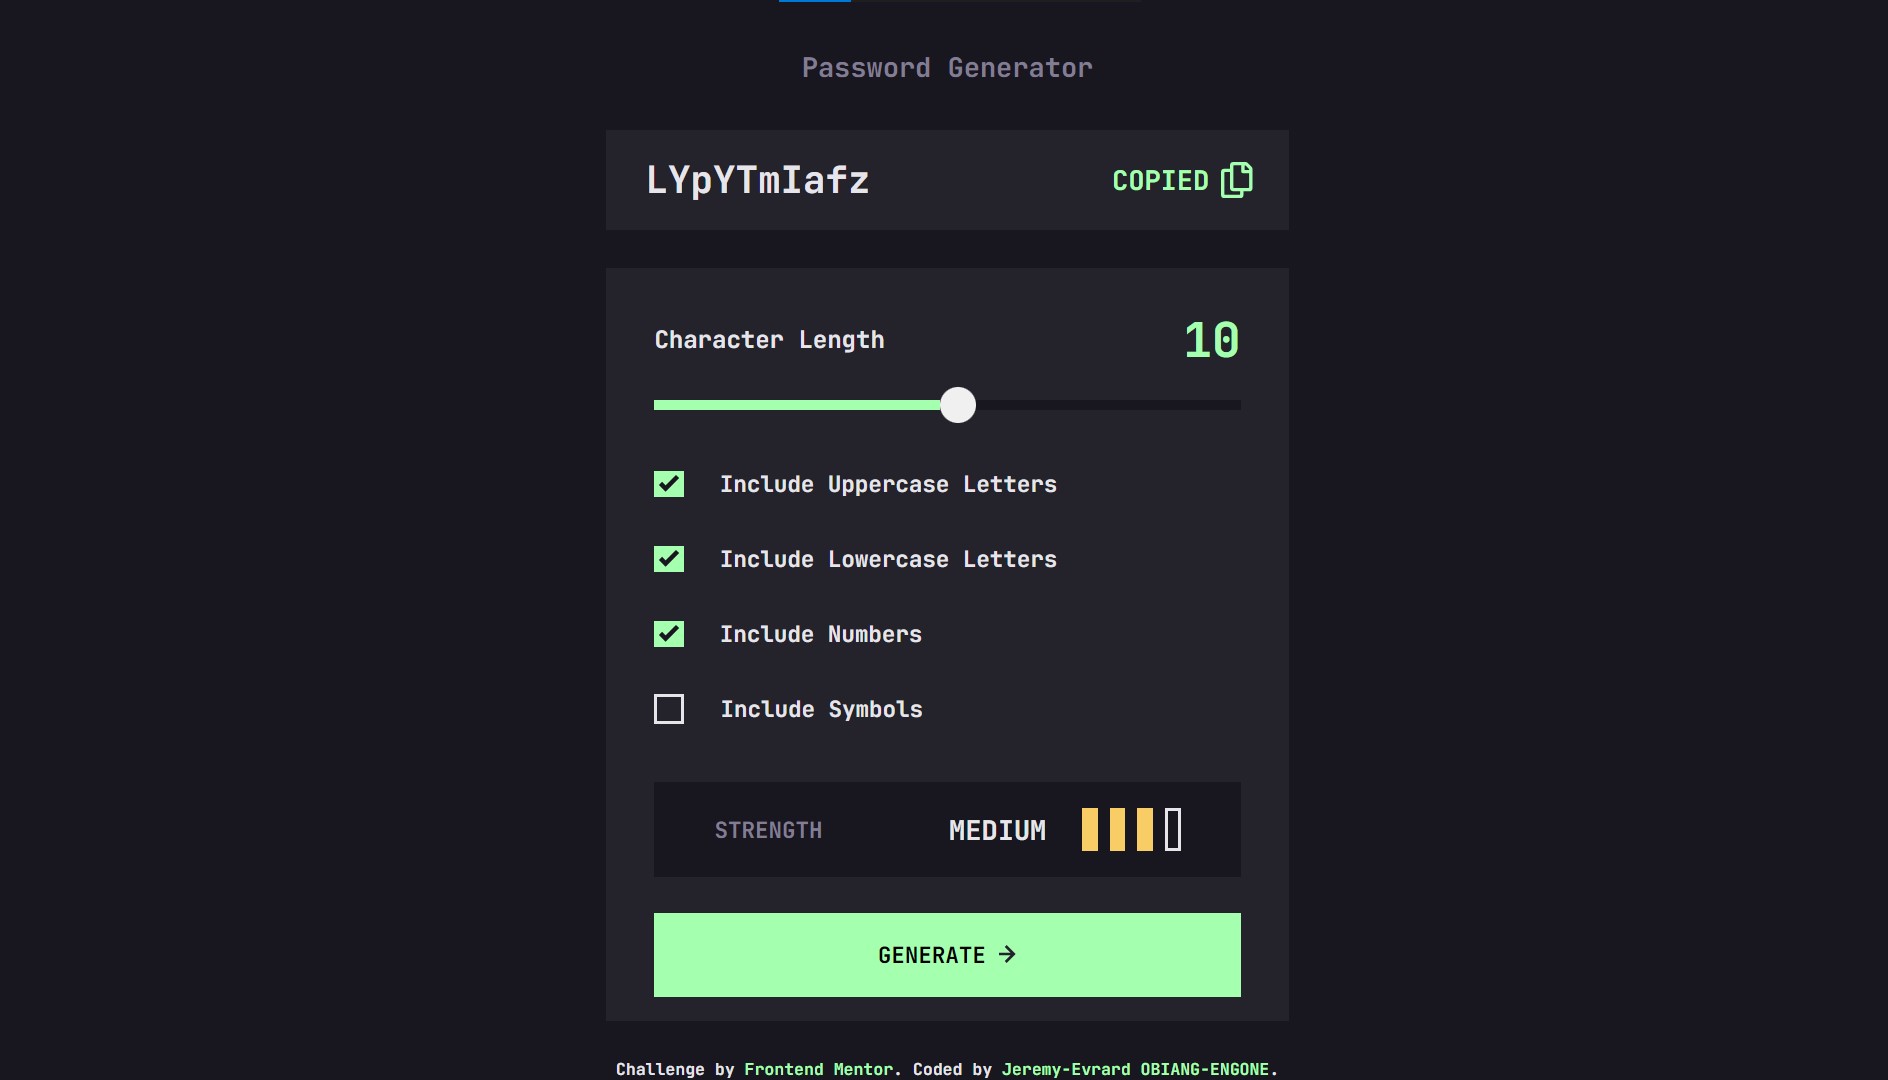 Password Generator
LYpYTmIafz COPIED
Character Length 10
Include Uppercase Letters
Include Lowercase Letters
Include Numbers
Include Symbols
STRENGTH MEDIUM
GENERATE →
Challenge by Frontend Mentor. Coded by Jeremy-Evrard OBIANG-ENGONE.